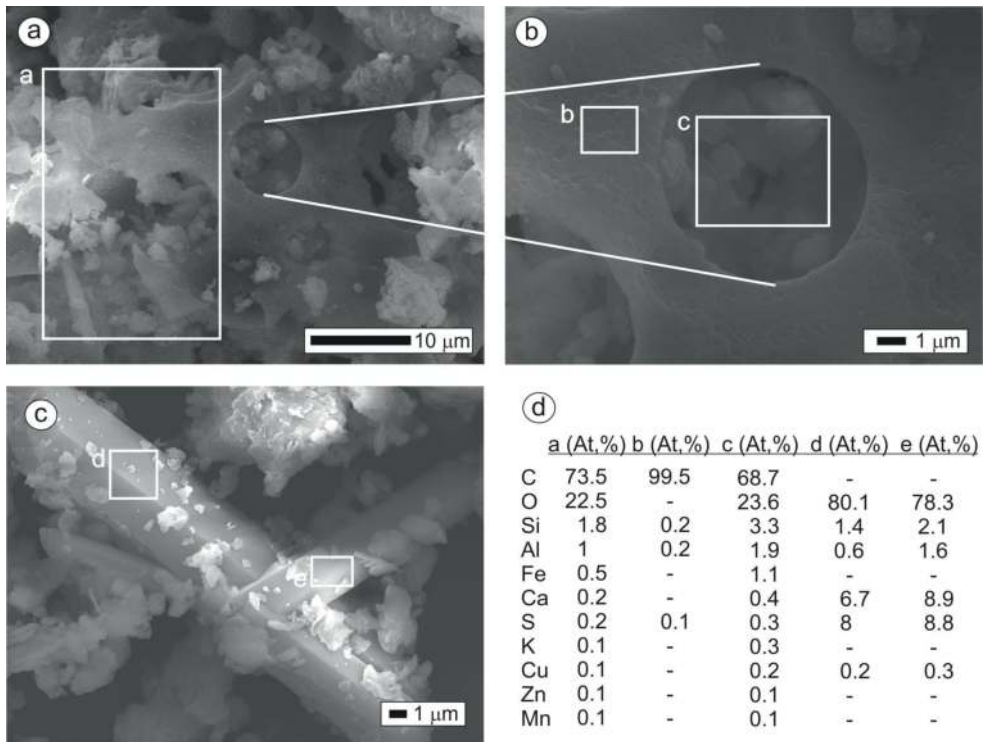 a
a
10 μm
b
b
c
1 μm
c
d
e
1 μm
d
a (At,%) b (At,%) c (At,%) d (At,%) e (At,%)
C 73.5 99.5 68.7 - -
O 22.5 - 23.6 80.1 78.3
Si 1.8 0.2 3.3 1.4 2.1
Al 1 0.2 1.9 0.6 1.6
Fe 0.5 - 1.1 - -
Ca 0.2 - 0.4 6.7 8.9
S 0.2 0.1 0.3 8 8.8
K 0.1 - 0.3 - -
Cu 0.1 - 0.2 0.2 0.3
Zn 0.1 - 0.1 - -
Mn 0.1 - 0.1 - -